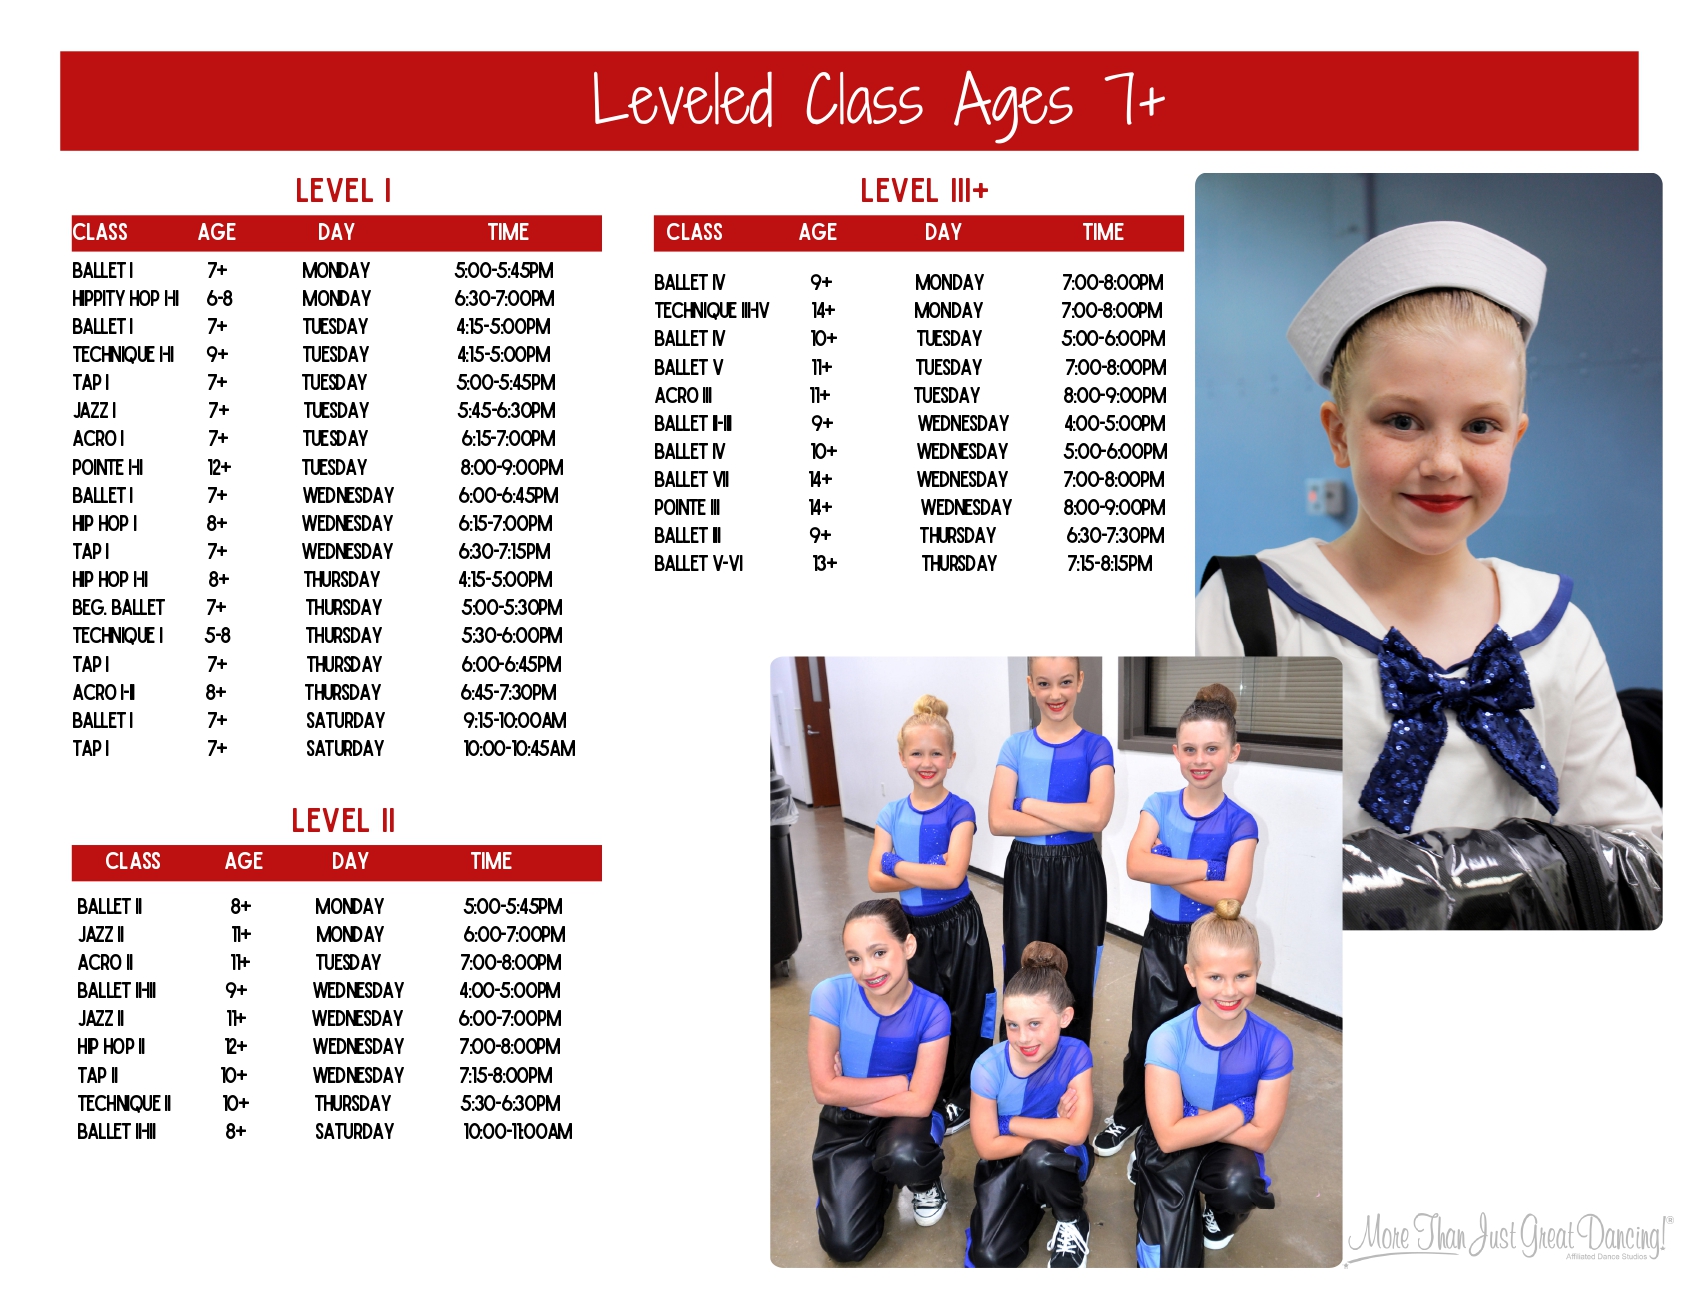 Leveled Class Ages 7+
LEVEL I
CLASS AGE DAY TIME
BALLET I 7+ MONDAY 5:00-5:45PM
HIPPITY HOP I-II 6-8 MONDAY 6:30-7:00PM
BALLET I 7+ TUESDAY 4:15-5:00PM
TECHNIQUE I-II 9+ TUESDAY 4:15-5:00PM
TAP I 7+ TUESDAY 5:00-5:45PM
JAZZ I 7+ TUESDAY 5:45-6:30PM
ACRO I 7+ TUESDAY 6:15-7:00PM
POINTE I-II 12+ TUESDAY 8:00-9:00PM
BALLET I 7+ WEDNESDAY 6:00-6:45PM
HIP HOP I 8+ WEDNESDAY 6:15-7:00PM
TAP I 7+ WEDNESDAY 6:30-7:15PM
HIP HOP I-II 8+ THURSDAY 4:15-5:00PM
BEG. BALLET 7+ THURSDAY 5:00-5:30PM
TECHNIQUE I 5-8 THURSDAY 5:30-6:00PM
TAP I 7+ THURSDAY 6:00-6:45PM
ACRO I-II 8+ THURSDAY 6:45-7:30PM
BALLET I 7+ SATURDAY 9:15-10:00AM
TAP I 7+ SATURDAY 10:00-10:45AM
LEVEL II
CLASS AGE DAY TIME
BALLET II 8+ MONDAY 5:00-5:45PM
JAZZ II 11+ MONDAY 6:00-7:00PM
ACRO II 11+ TUESDAY 7:00-8:00PM
BALLET II-III 9+ WEDNESDAY 4:00-5:00PM
JAZZ II 11+ WEDNESDAY 6:00-7:00PM
HIP HOP II 12+ WEDNESDAY 7:00-8:00PM
TAP II 10+ WEDNESDAY 7:15-8:00PM
TECHNIQUE II 10+ THURSDAY 5:30-6:30PM
BALLET II-III 8+ SATURDAY 10:00-11:00AM
LEVEL III+
CLASS AGE DAY TIME
BALLET IV 9+ MONDAY 7:00-8:00PM
TECHNIQUE III-IV 14+ MONDAY 7:00-8:00PM
BALLET IV 10+ TUESDAY 5:00-6:00PM
BALLET V 11+ TUESDAY 7:00-8:00PM
ACRO III 11+ TUESDAY 8:00-9:00PM
BALLET II-III 9+ WEDNESDAY 4:00-5:00PM
BALLET IV 10+ WEDNESDAY 5:00-6:00PM
BALLET VII 14+ WEDNESDAY 7:00-8:00PM
POINTE III 14+ WEDNESDAY 8:00-9:00PM
BALLET III 9+ THURSDAY 6:30-7:30PM
BALLET V-VI 13+ THURSDAY 7:15-8:15PM
More Than Just Great Dancing!®
Affiliated Dance Studios